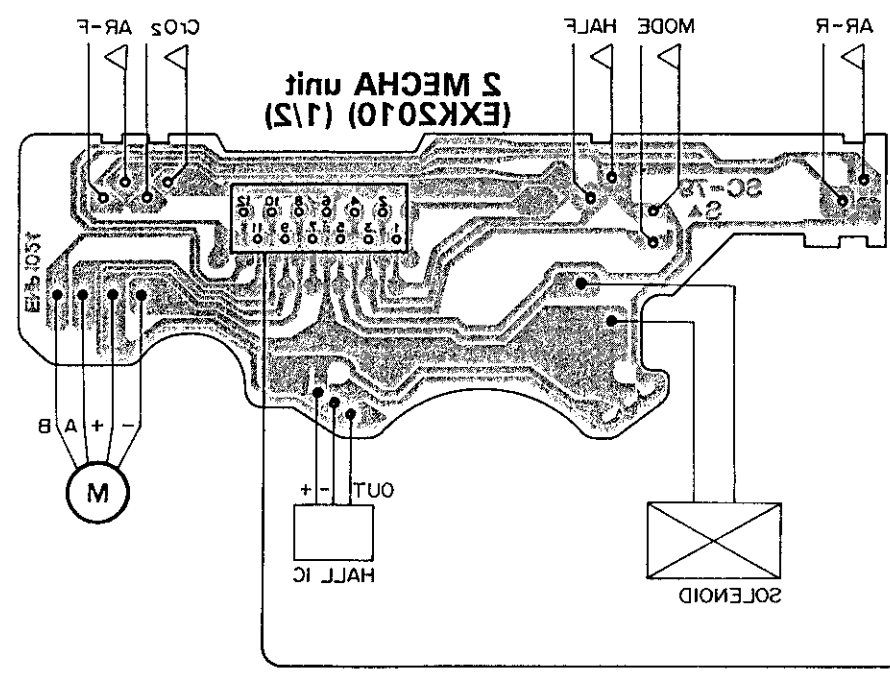 AR-F CrO2 HALF MODE AR-R
2 MECHA unit
(EXK2010) (1/2)
12 10 8 6 4 2
11 9 7 5 3 1
B A + -
M
+ - OUT
HALL IC
SOLENOID